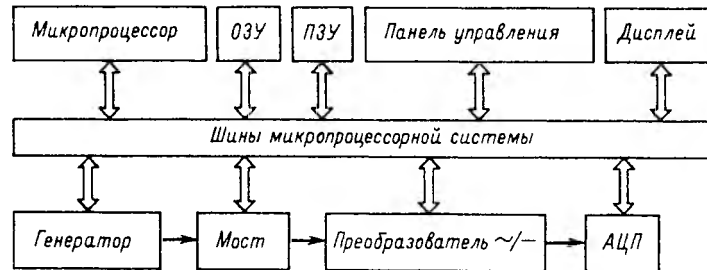 Микропроцессор ОЗУ ПЗУ Панель управления Дисплей
Шины микропроцессорной системы
Генератор Мост Преобразователь ~/— АЦП